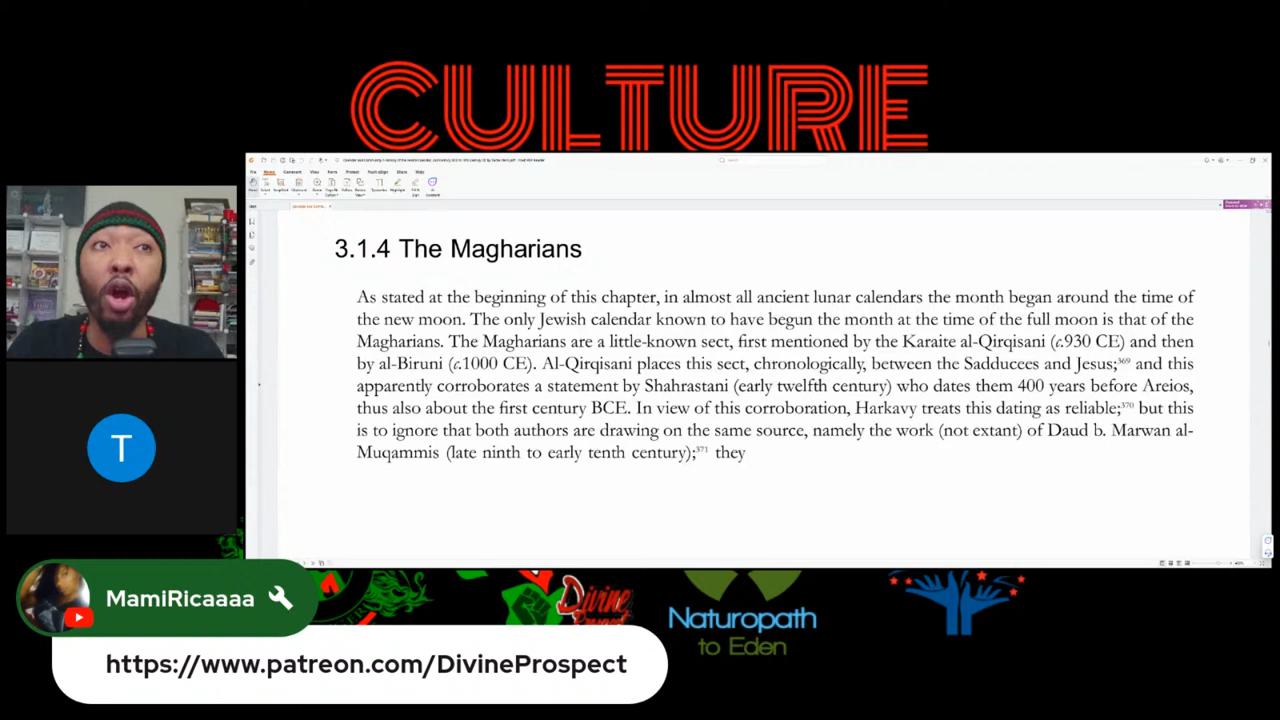 CULTURE
3.1.4 The Magharians
As stated at the beginning of this chapter, in almost all ancient lunar calendars the month began around the time of
the new moon. The only Jewish calendar known to have begun the month at the time of the full moon is that of the
Magharians. The Magharians are a little-known sect, first mentioned by the Karaite al-Qirqisani (c.930 CE) and then
by al-Biruni (c.1000 CE). Al-Qirqisani places this sect, chronologically, between the Sadducees and Jesus;369 and this
apparently corroborates a statement by Shahrastani (early twelfth century) who dates them 400 years before Areios,
thus also about the first century BCE. In view of this corroboration, Harkavy treats this dating as reliable;370 but this
is to ignore that both authors are drawing on the same source, namely the work (not extant) of Daud b. Marwan al-
Muqammis (late ninth to early tenth century);371 they
T
MamiRicaaaa
https://www.patreon.com/DivineProspect
Divine
Naturopath
to Eden